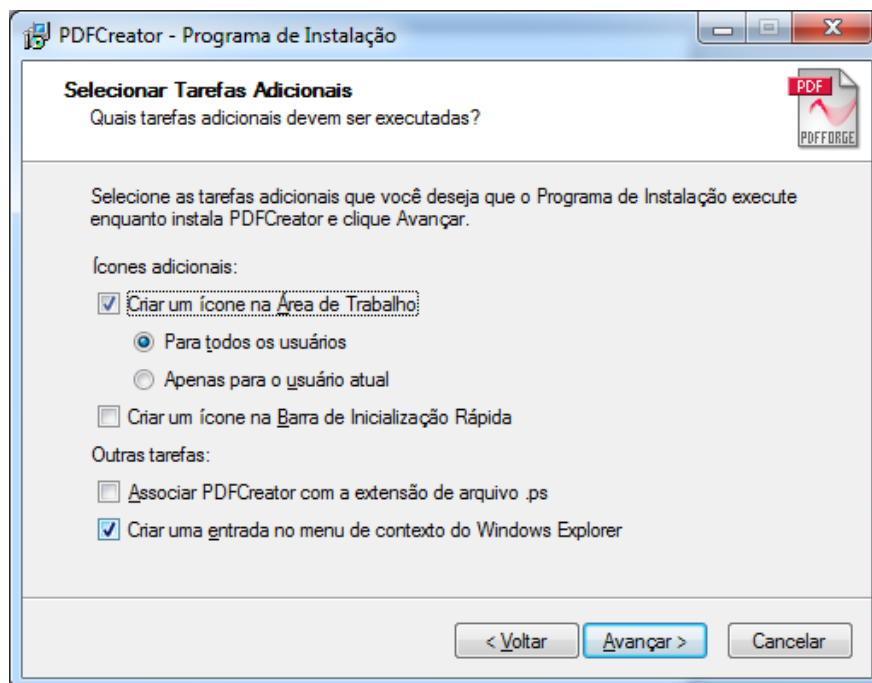 PDFCreator - Programa de Instalação
Selecionar Tarefas Adicionais
Quais tarefas adicionais devem ser executadas?
PDF
PDFFORGE
Selecione as tarefas adicionais que você deseja que o Programa de Instalação execute
enquanto instala PDFCreator e clique Avançar.
Ícones adicionais:
Criar um ícone na Área de Trabalho
Para todos os usuários
Apenas para o usuário atual
Criar um ícone na Barra de Inicialização Rápida
Outras tarefas:
Associar PDFCreator com a extensão de arquivo .ps
Criar uma entrada no menu de contexto do Windows Explorer
< Voltar
Avançar >
Cancelar